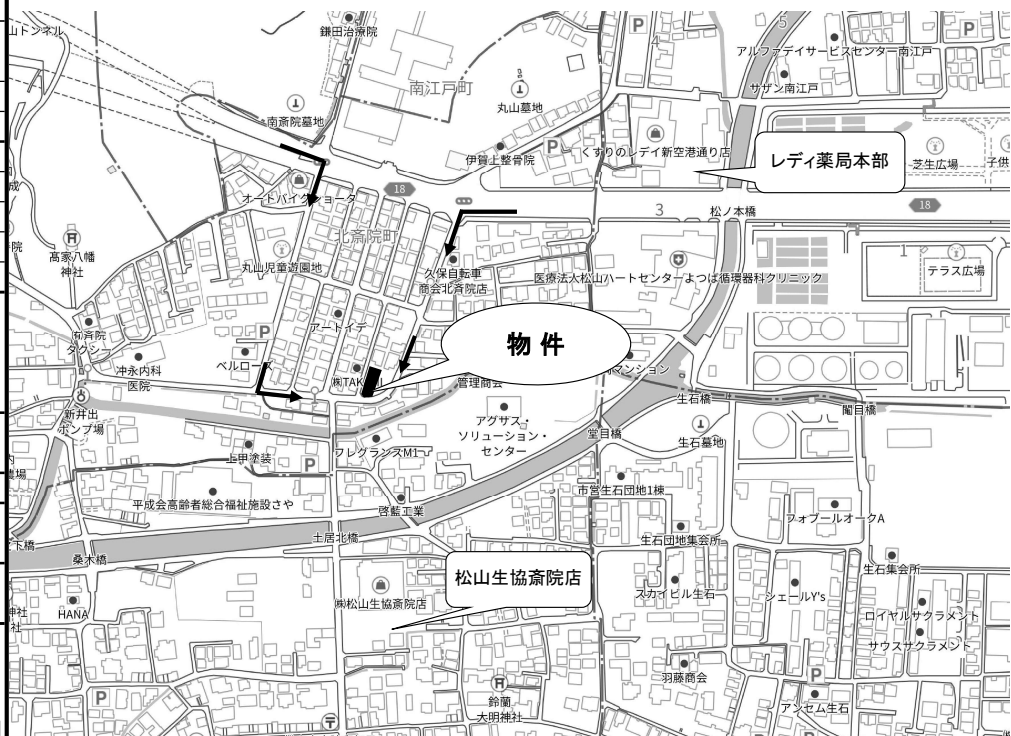 山トンネル
鎌田治療院
P
4
5
アルファデイサービスセンター南江戸
P
サザン南江戸
南江戸町
丸山墓地
南斎院墓地
伊賀上整骨院
P
くすりのレデイ新空港通り店
レディ薬局本部
芝生広場
子供
オートバイクショータ
18
18
3
松ノ本橋
北斎院町
髙家八幡
神社
丸山児童遊園地
久保自転車
商会北斉院店
医療法人松山ハートセンターよつば循環器科クリニック
1
テラス広場
アートイデ
物件
㈲斉院
タクシー
P
ベルローズ
沖永内科
医院
㈱TAK
管理商会
マンション
生石橋
閣目橋
新井出
ポンプ場
アグサス・
ソリューション・
センター
堂目橋
生石墓地
上甲塗装
P
フレグランスM1
市営生石団地1棟
平成会高齢者総合福祉施設さや
啓藍工業
フォブールオークA
土居北橋
生石団地集会所
桑木橋
松山生協斎院店
生石集会所
㈱松山生協斎院店
スカイビル生石
シェールY's
HANA
ロイヤルサクラメント
サウスサクラメント
羽藤商会
P
鈴蘭
大明神社
P
アンセム生石